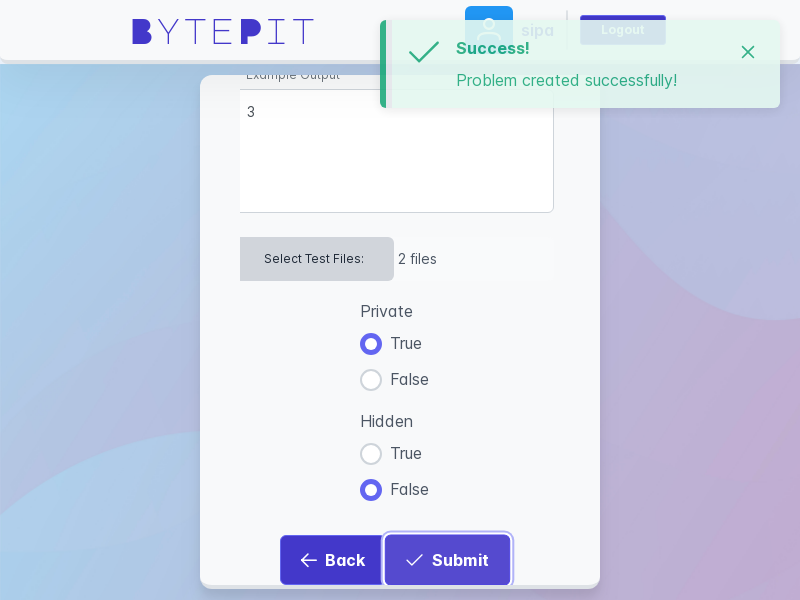 BYTEPIT
sipa
Logout
Success!
Problem created successfully!
Example Output
3
Select Test Files:
2 files
Private
True
False
Hidden
True
False
Back
Submit